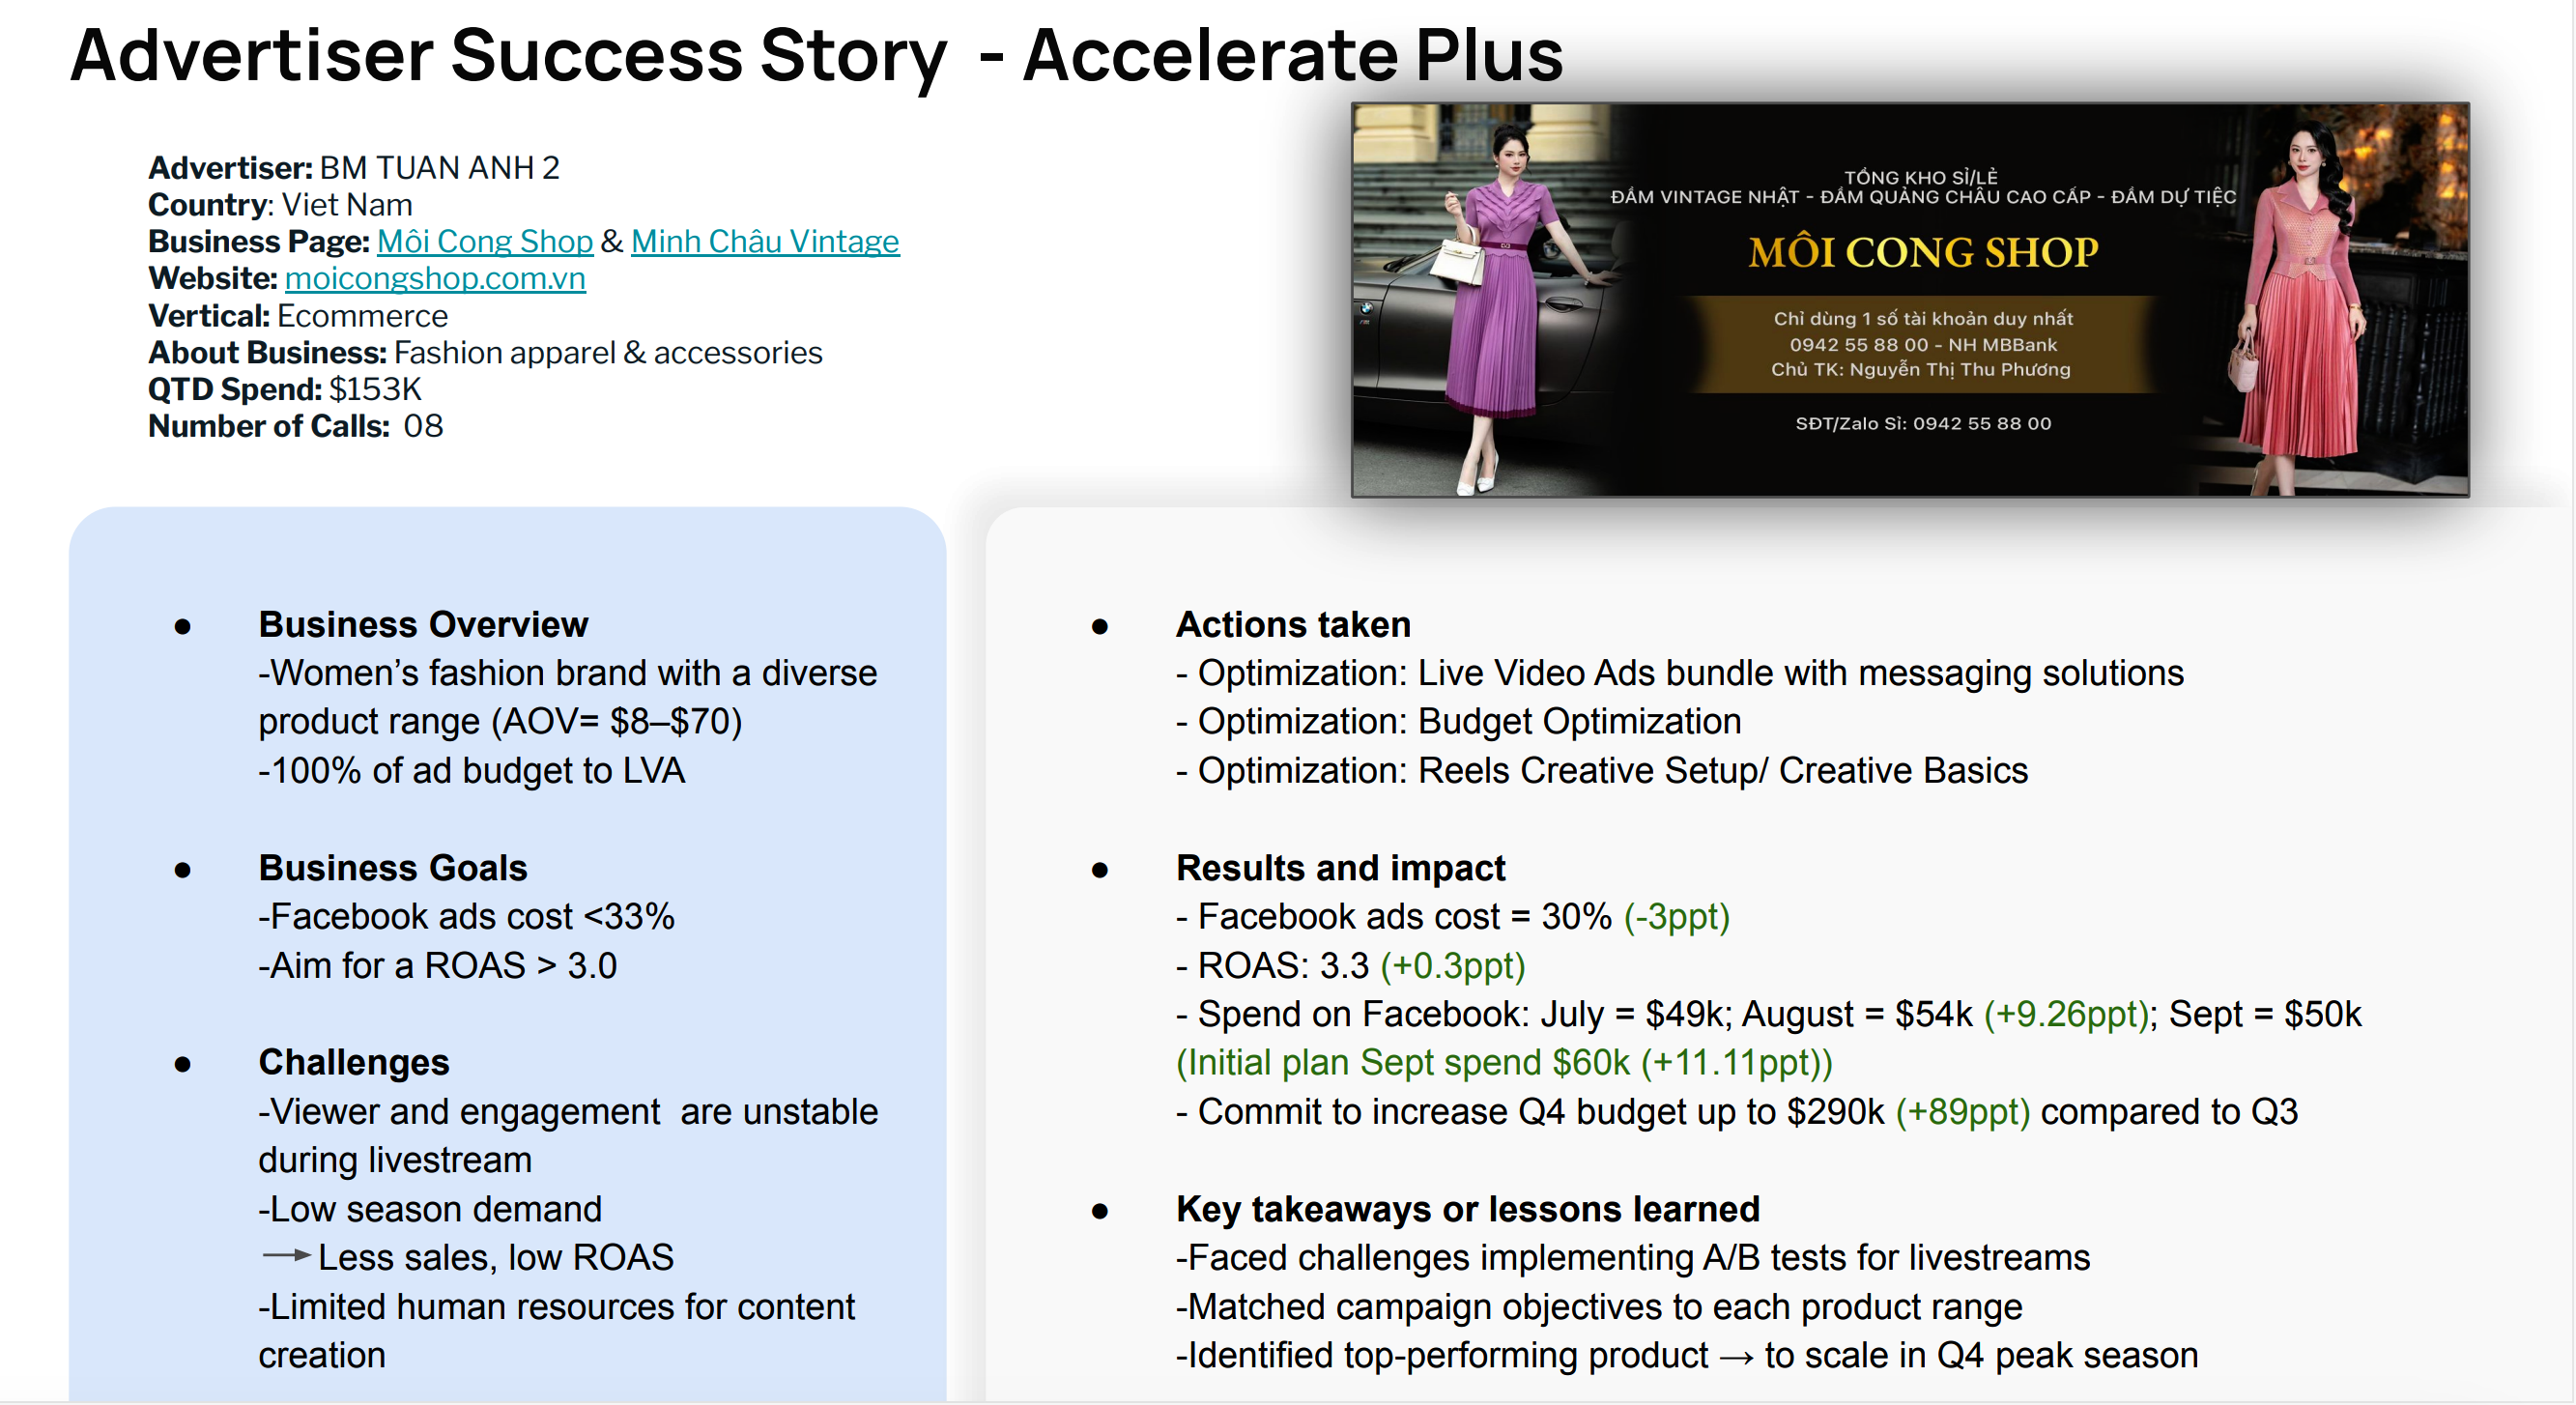 Advertiser Success Story - Accelerate Plus
Advertiser: BM TUAN ANH 2
Country: Viet Nam
Business Page: Môi Cong Shop & Minh Châu Vintage
Website: moicongshop.com.vn
Vertical: Ecommerce
About Business: Fashion apparel & accessories
QTD Spend: $153K
Number of Calls: 08
TỔNG KHO SỈ/LẺ
ĐẦM VINTAGE NHẬT - ĐẦM QUẢNG CHÂU CAO CẤP - ĐẦM DỰ TIỆC
MÔI CONG SHOP
Chỉ dùng 1 số tài khoản duy nhất
0942 55 88 00 - NH MBBank
Chủ TK: Nguyễn Thị Thu Phương
SĐT/Zalo Sỉ: 0942 55 88 00
● Business Overview
-Women’s fashion brand with a diverse
product range (AOV= $8–$70)
-100% of ad budget to LVA
● Business Goals
-Facebook ads cost <33%
-Aim for a ROAS > 3.0
● Challenges
-Viewer and engagement are unstable
during livestream
-Low season demand
→ Less sales, low ROAS
-Limited human resources for content
creation
● Actions taken
- Optimization: Live Video Ads bundle with messaging solutions
- Optimization: Budget Optimization
- Optimization: Reels Creative Setup/ Creative Basics
● Results and impact
- Facebook ads cost = 30% (-3ppt)
- ROAS: 3.3 (+0.3ppt)
- Spend on Facebook: July = $49k; August = $54k (+9.26ppt); Sept = $50k
(Initial plan Sept spend $60k (+11.11ppt))
- Commit to increase Q4 budget up to $290k (+89ppt) compared to Q3
● Key takeaways or lessons learned
-Faced challenges implementing A/B tests for livestreams
-Matched campaign objectives to each product range
-Identified top-performing product → to scale in Q4 peak season